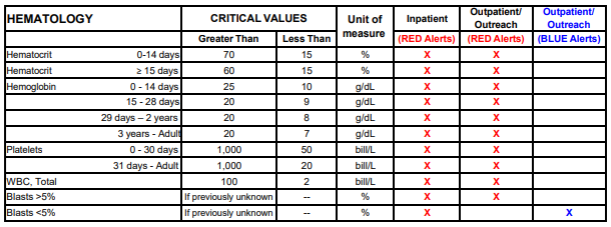 HEMATOLOGY CRITICAL VALUES Unit of measure Inpatient Outpatient/ Outreach Outpatient/ Outreach
Greater Than Less Than (RED Alerts) (RED Alerts) (BLUE Alerts)
Hematocrit 0-14 days 70 15 % X X
Hematocrit ≥ 15 days 60 15 % X X
Hemoglobin 0 - 14 days 25 10 g/dL X X
15 - 28 days 20 9 g/dL X X
29 days – 2 years 20 8 g/dL X X
3 years - Adult 20 7 g/dL X X
Platelets 0 - 30 days 1,000 50 bill/L X X
31 days - Adult 1,000 20 bill/L X X
WBC, Total 100 2 bill/L X X
Blasts >5% If previously unknown -- % X X
Blasts <5% If previously unknown -- % X X